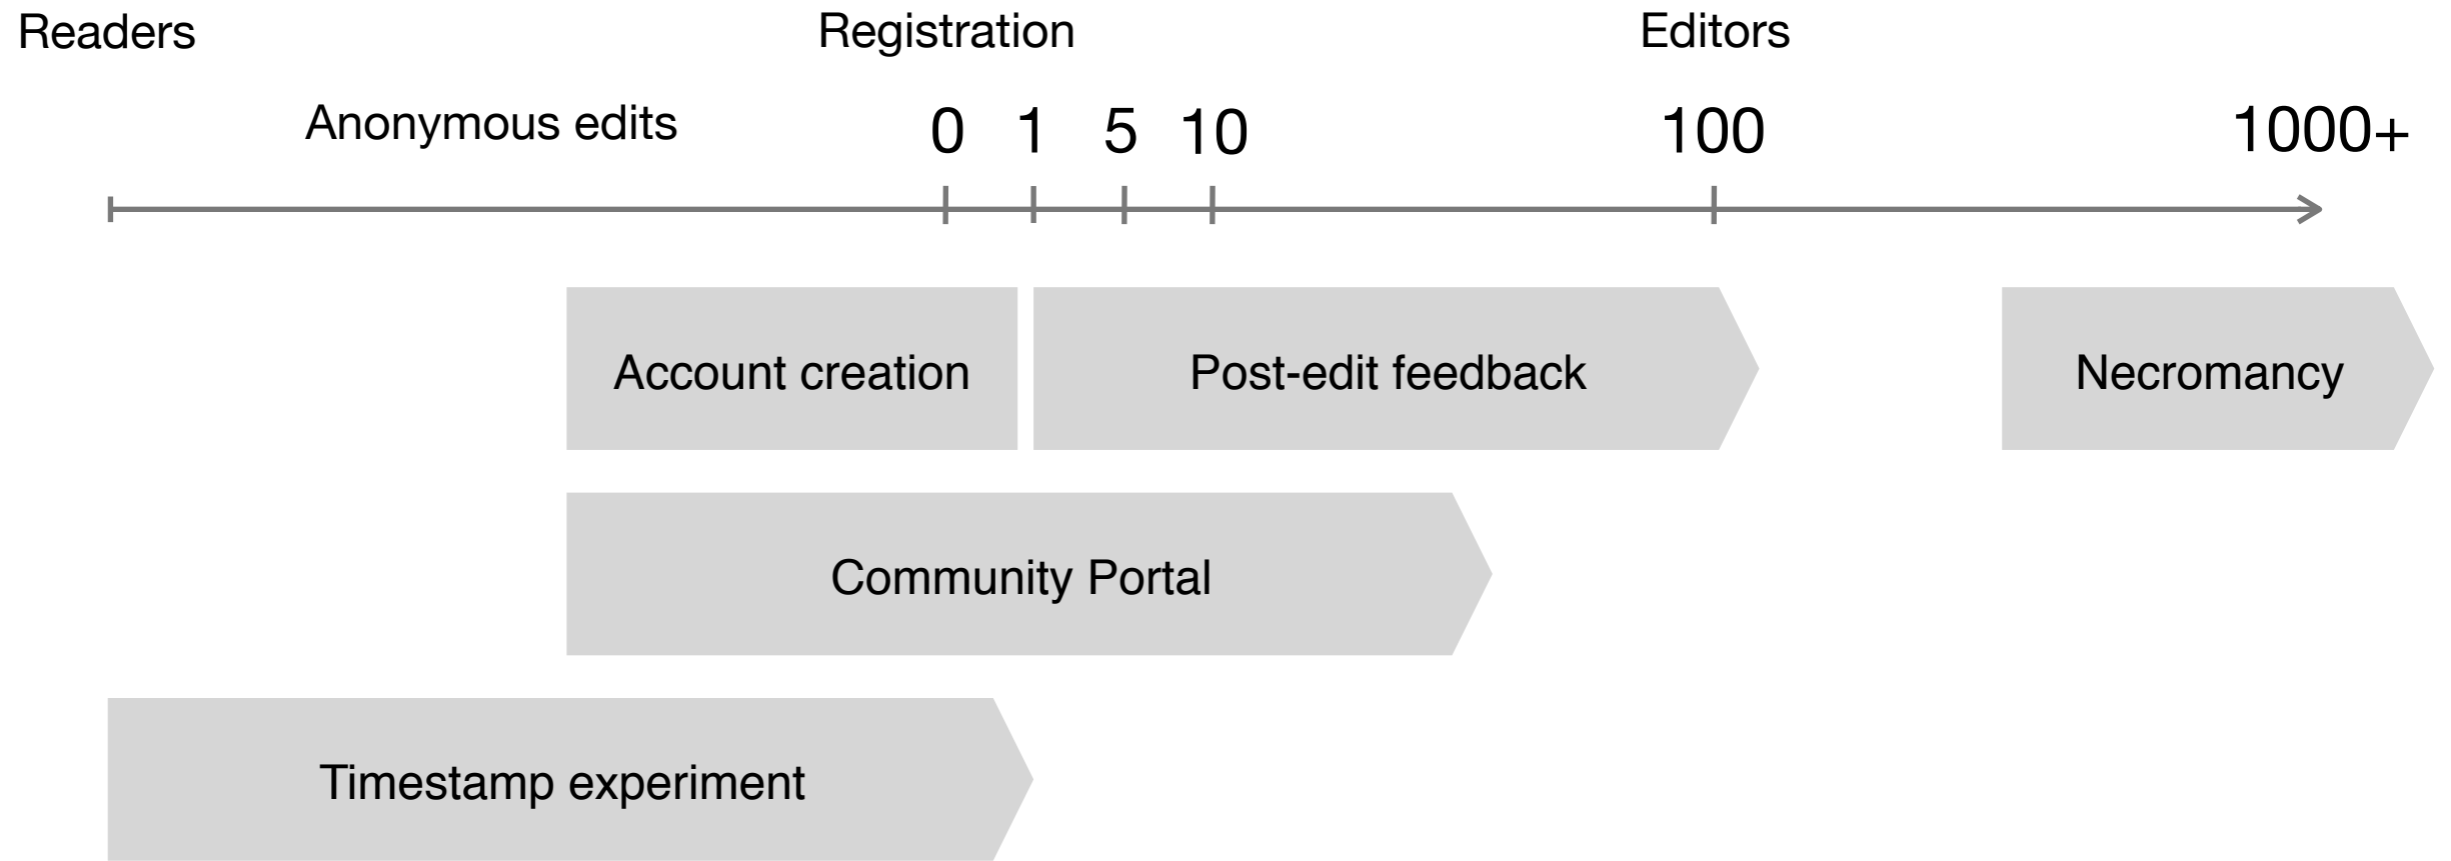 Readers Registration Editors
Anonymous edits 0 1 5 10 100 1000+
Account creation Post-edit feedback Necromancy
Community Portal
Timestamp experiment